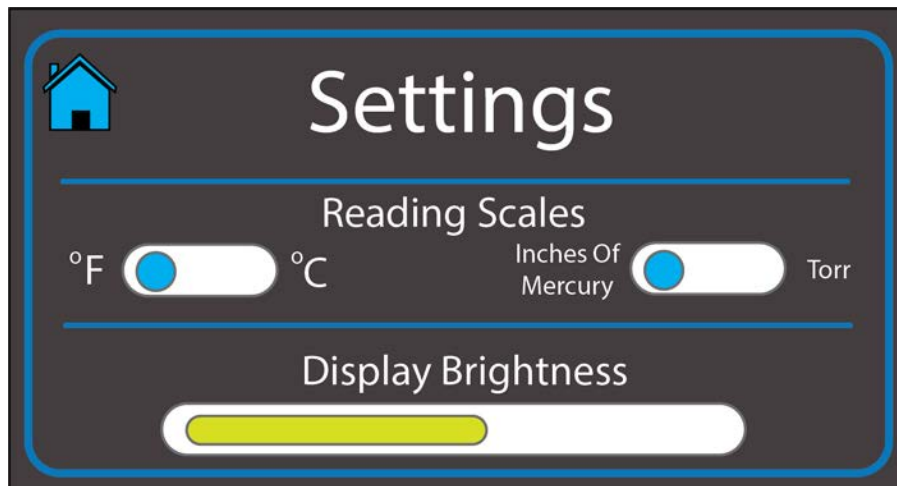 Settings
Reading Scales
°F °C
Inches Of
Mercury
Torr
Display Brightness